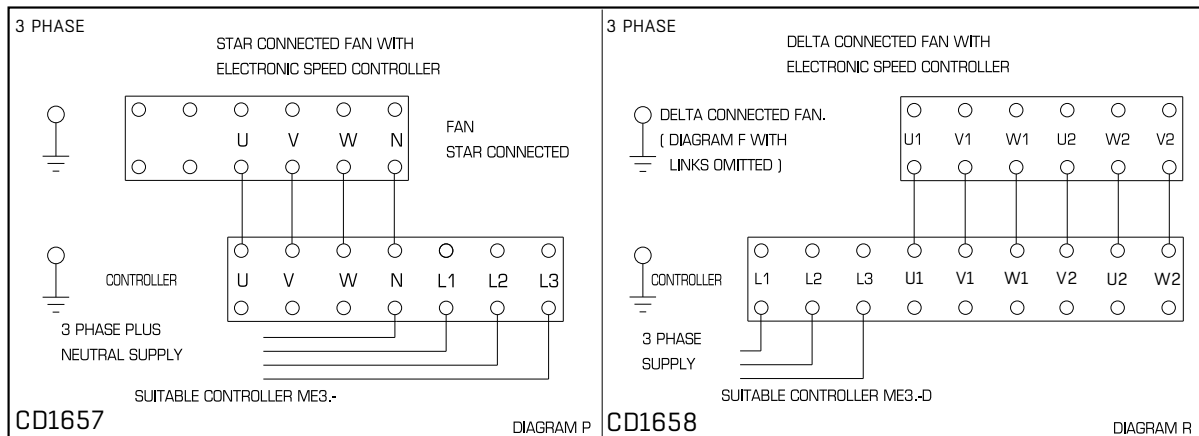 3 PHASE
STAR CONNECTED FAN WITH
ELECTRONIC SPEED CONTROLLER
U V W N
FAN
STAR CONNECTED
CONTROLLER
U V W N L1 L2 L3
3 PHASE PLUS
NEUTRAL SUPPLY
SUITABLE CONTROLLER ME3.-
CD1657
DIAGRAM P
3 PHASE
DELTA CONNECTED FAN WITH
ELECTRONIC SPEED CONTROLLER
DELTA CONNECTED FAN.
( DIAGRAM F WITH
LINKS OMITTED )
U1 V1 W1 U2 W2 V2
CONTROLLER
L1 L2 L3 U1 V1 W1 V2 U2 W2
3 PHASE
SUPPLY
SUITABLE CONTROLLER ME3.-D
CD1658
DIAGRAM R